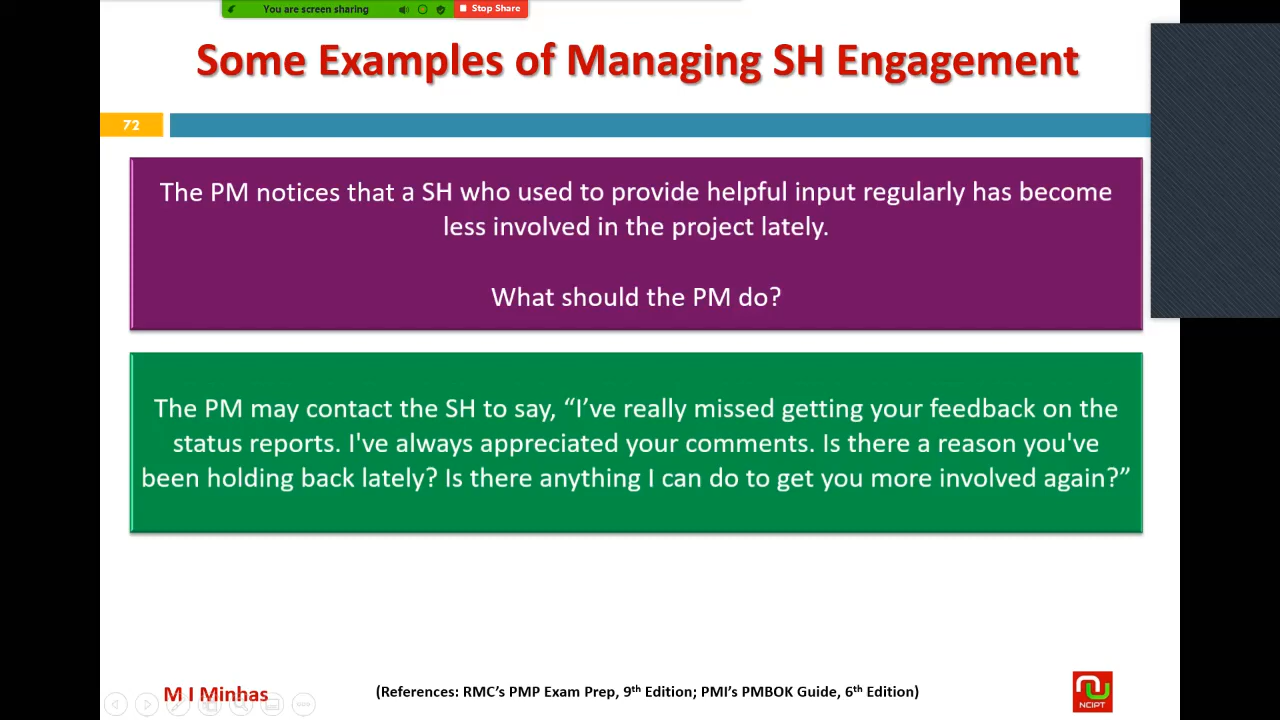 You are screen sharing
Stop Share
Some Examples of Managing SH Engagement
72
The PM notices that a SH who used to provide helpful input regularly has become
less involved in the project lately.
What should the PM do?
The PM may contact the SH to say, “I’ve really missed getting your feedback on the
status reports. I've always appreciated your comments. Is there a reason you've
been holding back lately? Is there anything I can do to get you more involved again?”
M I Minhas
(References: RMC’s PMP Exam Prep, 9th Edition; PMI’s PMBOK Guide, 6th Edition)
NCIPT